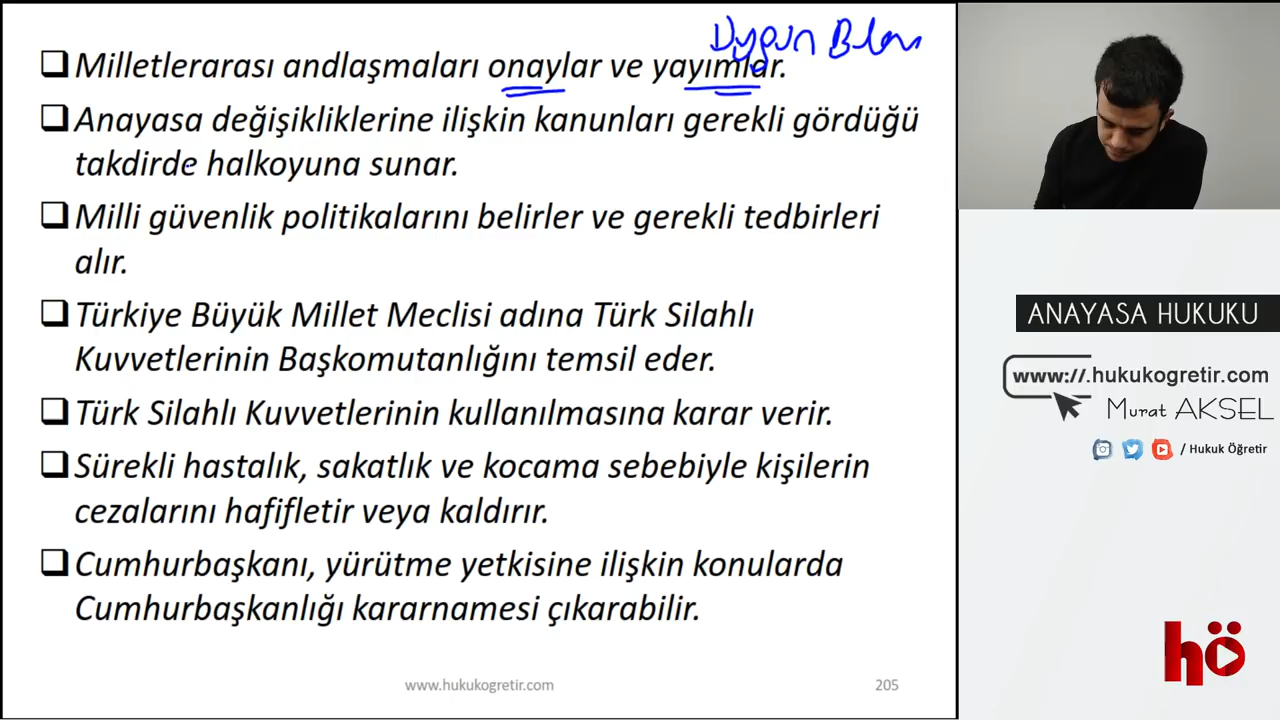 Uygun Bulma
❑ Milletlerarası andlaşmaları onaylar ve yayımlar.
❑ Anayasa değişikliklerine ilişkin kanunları gerekli gördüğü
takdirde halkoyuna sunar.
❑ Milli güvenlik politikalarını belirler ve gerekli tedbirleri
alır.
❑ Türkiye Büyük Millet Meclisi adına Türk Silahlı
Kuvvetlerinin Başkomutanlığını temsil eder.
❑ Türk Silahlı Kuvvetlerinin kullanılmasına karar verir.
❑ Sürekli hastalık, sakatlık ve kocama sebebiyle kişilerin
cezalarını hafifletir veya kaldırır.
❑ Cumhurbaşkanı, yürütme yetkisine ilişkin konularda
Cumhurbaşkanlığı kararnamesi çıkarabilir.
www.hukukogretir.com
205
ANAYASA HUKUKU
www://.hukukogretir.com
Murat AKSEL
/ Hukuk Öğretir
hö